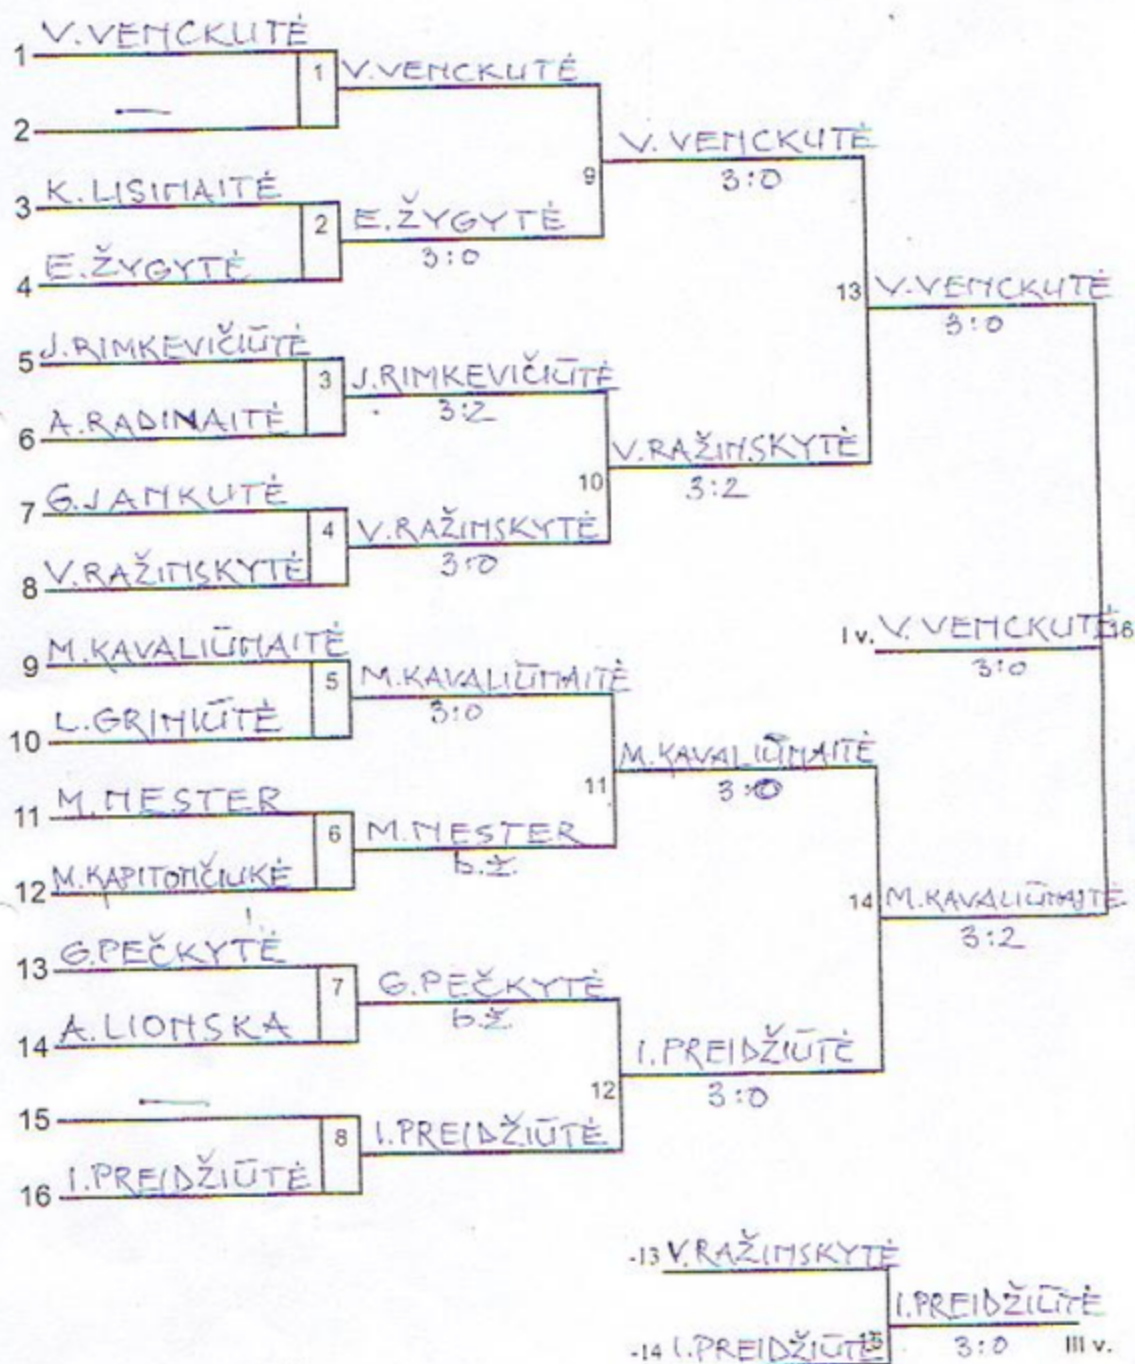 1 V.VENCKUTĖ
1 V.VENCKUTĖ
2 —
9 V.VENCKUTĖ
3:0
3 K.LISINAITĖ
2 E.ŽYGYTĖ
3:0
4 E.ŽYGYTĖ
13 V.VENCKUTĖ
3:0
5 J.RIMKEVIČIŪTĖ
3 J.RIMKEVIČIŪTĖ
3:2
6 A.RADINAITĖ
10 V.RAŽINSKYTĖ
3:2
7 G.JANKUTĖ
4 V.RAŽINSKYTĖ
3:0
8 V.RAŽINSKYTĖ
I v. V.VENCKUTĖ 16
3:0
9 M.KAVALIŪNAITĖ
5 M.KAVALIŪNAITĖ
3:0
10 L.GRINIŪTĖ
11 M.KAVALIŪNAITĖ
3:0
11 M.NESTER
6 M.NESTER
b.ž.
12 M.KAPITONČIUKĖ
14 M.KAVALIŪNAITĖ
3:2
13 G.PEČKYTĖ
7 G.PEČKYTĖ
b.ž
14 A.LIONSKA
12 I.PREIDŽIŪTĖ
3:0
15 —
8 I.PREIDŽIŪTĖ
16 I.PREIDŽIŪTĖ
-13 V.RAŽINSKYTĖ
15 I.PREIDŽIŪTĖ
3:0 III v.
-14 I.PREIDŽIŪTĖ